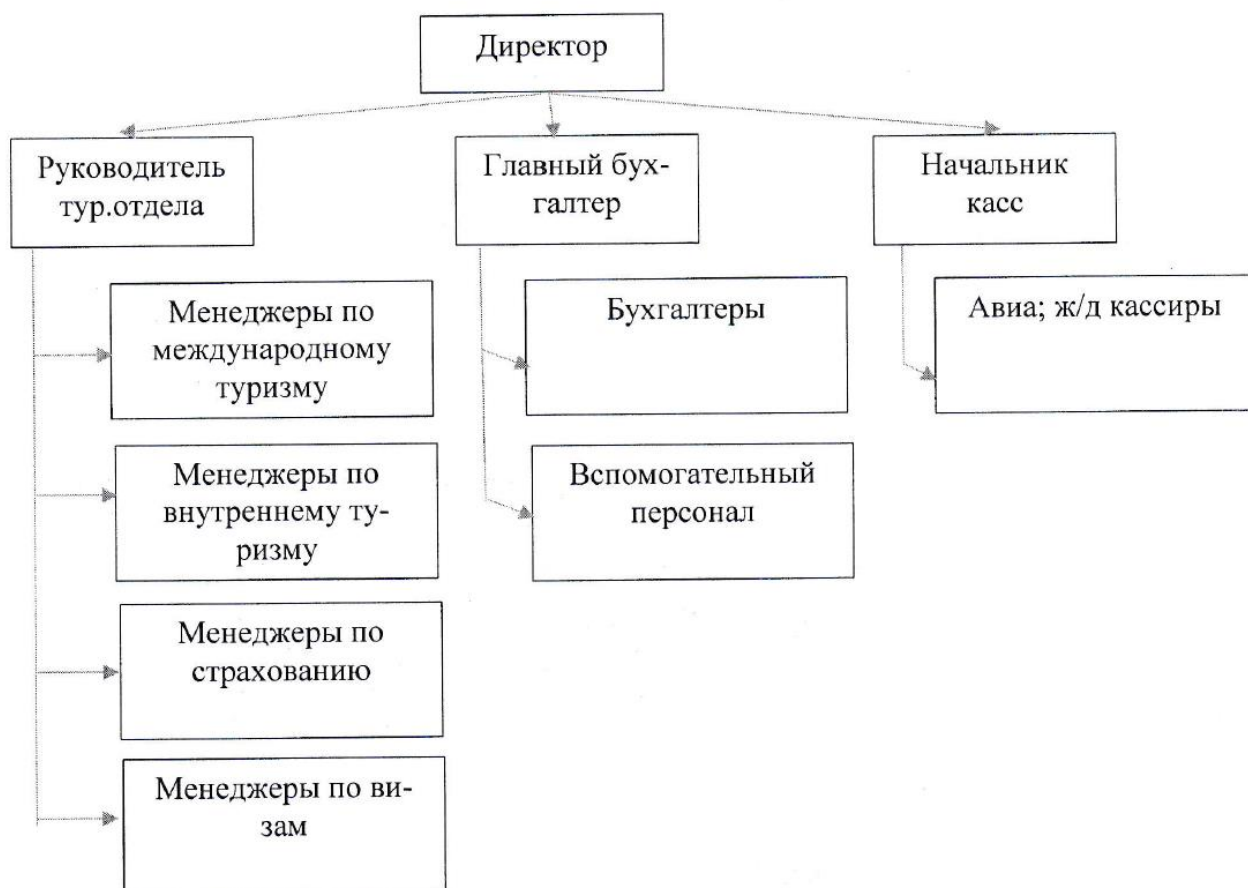 Директор
Руководитель
тур.отдела
Главный бух-
галтер
Начальник
касс
Менеджеры по
международному
туризму
Менеджеры по
внутреннему ту-
ризму
Менеджеры по
страхованию
Менеджеры по ви-
зам
Бухгалтеры
Вспомогательный
персонал
Авиа; ж/д кассиры